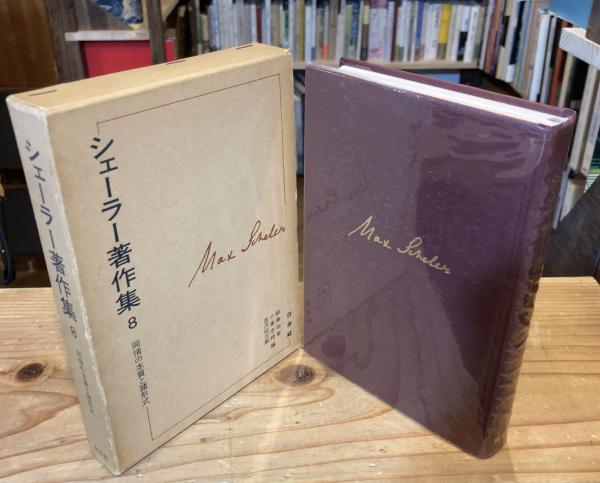 シェーラー著作集 8
同情の本質と諸形式
Max Scheler
白水社
シェーラー著作集 8
Max Scheler